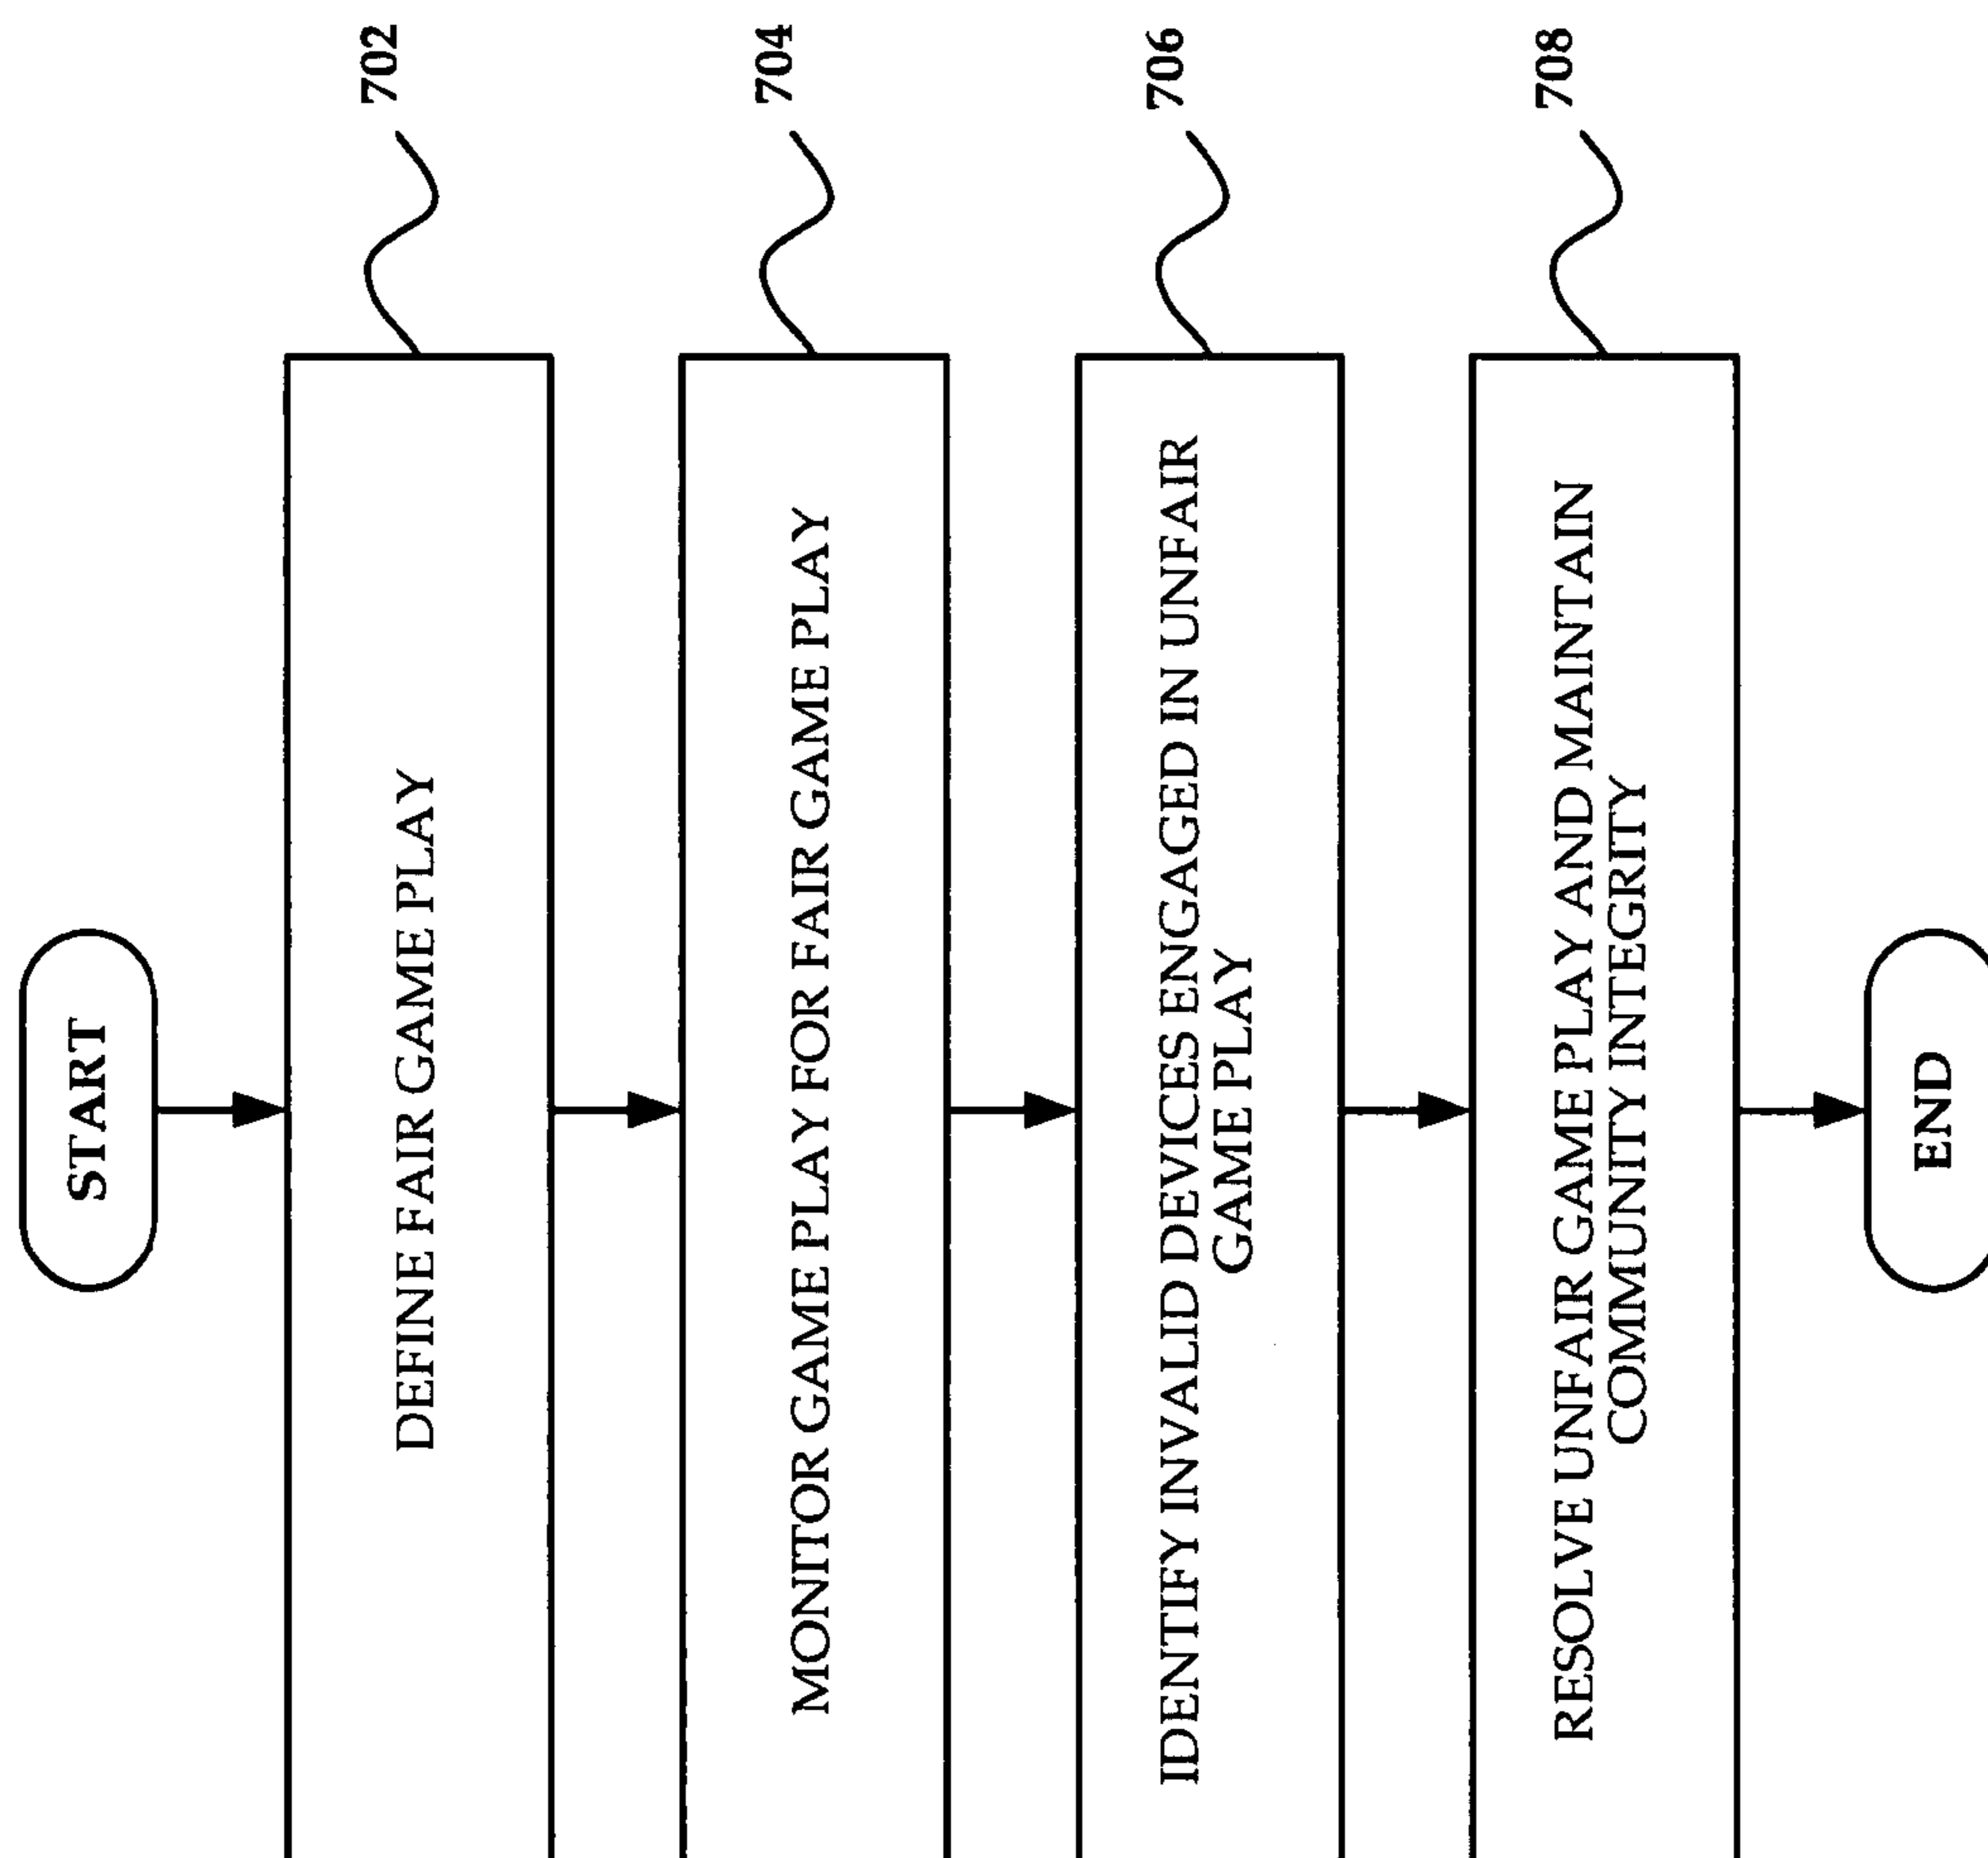 START
702
DEFINE FAIR GAME PLAY
704
MONITOR GAME PLAY FOR FAIR GAME PLAY
706
IDENTIFY INVALID DEVICES ENGAGED IN UNFAIR
GAME PLAY
708
RESOLVE UNFAIR GAME PLAY AND MAINTAIN
COMMUNITY INTEGRITY
END